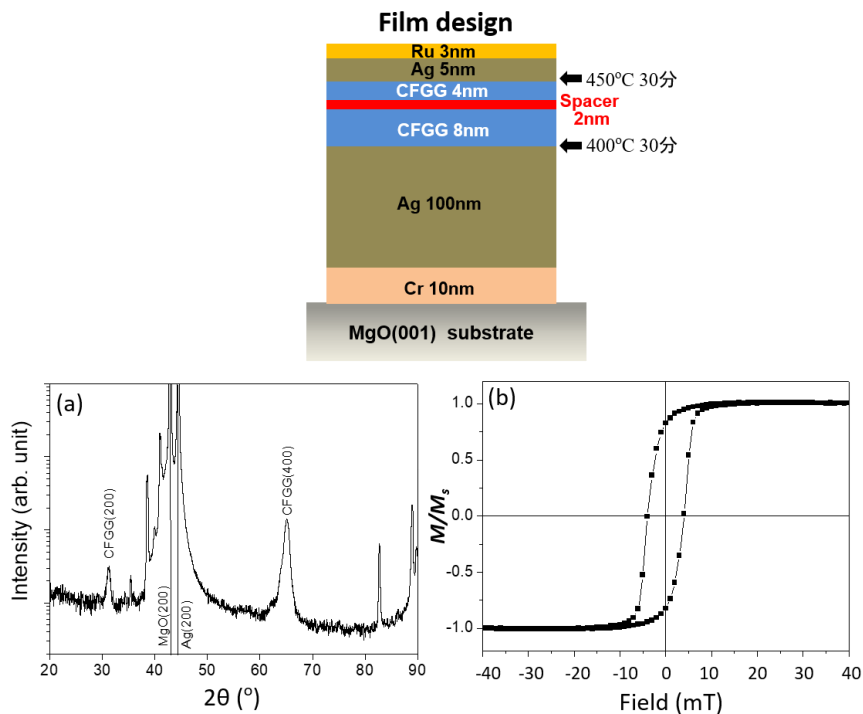 Film design
Ru 3nm
Ag 5nm
450°C 30分
CFGG 4nm
Spacer
2nm
CFGG 8nm
400°C 30分
Ag 100nm
Cr 10nm
MgO(001) substrate
(a)
CFGG(200)
MgO(200)
Ag(200)
CFGG(400)
Intensity (arb. unit)
20 30 40 50 60 70 80 90
2θ (°)
(b)
1.0
0.5
0.0
-0.5
-1.0
M/Ms
-40 -30 -20 -10 0 10 20 30 40
Field (mT)